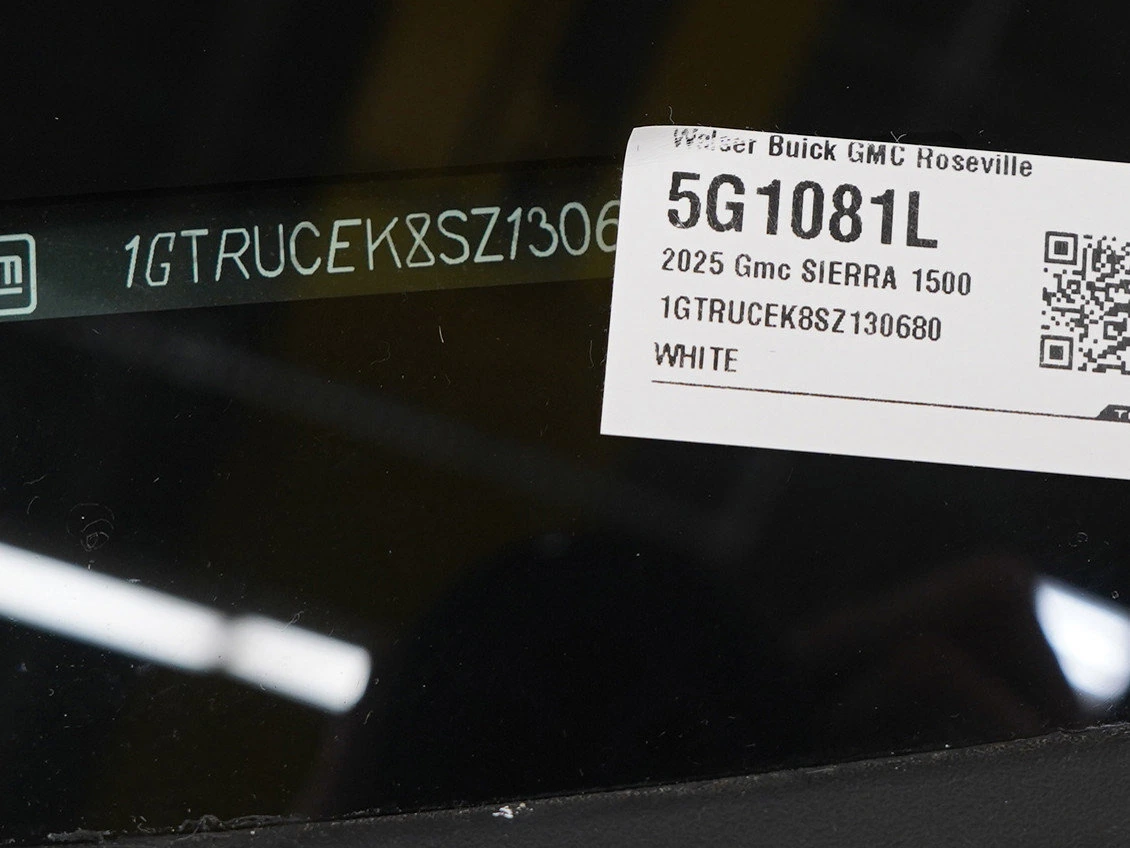 1GTRUCEK8SZ1306
Walser Buick GMC Roseville
5G1081L
2025 Gmc SIERRA 1500
1GTRUCEK8SZ130680
WHITE